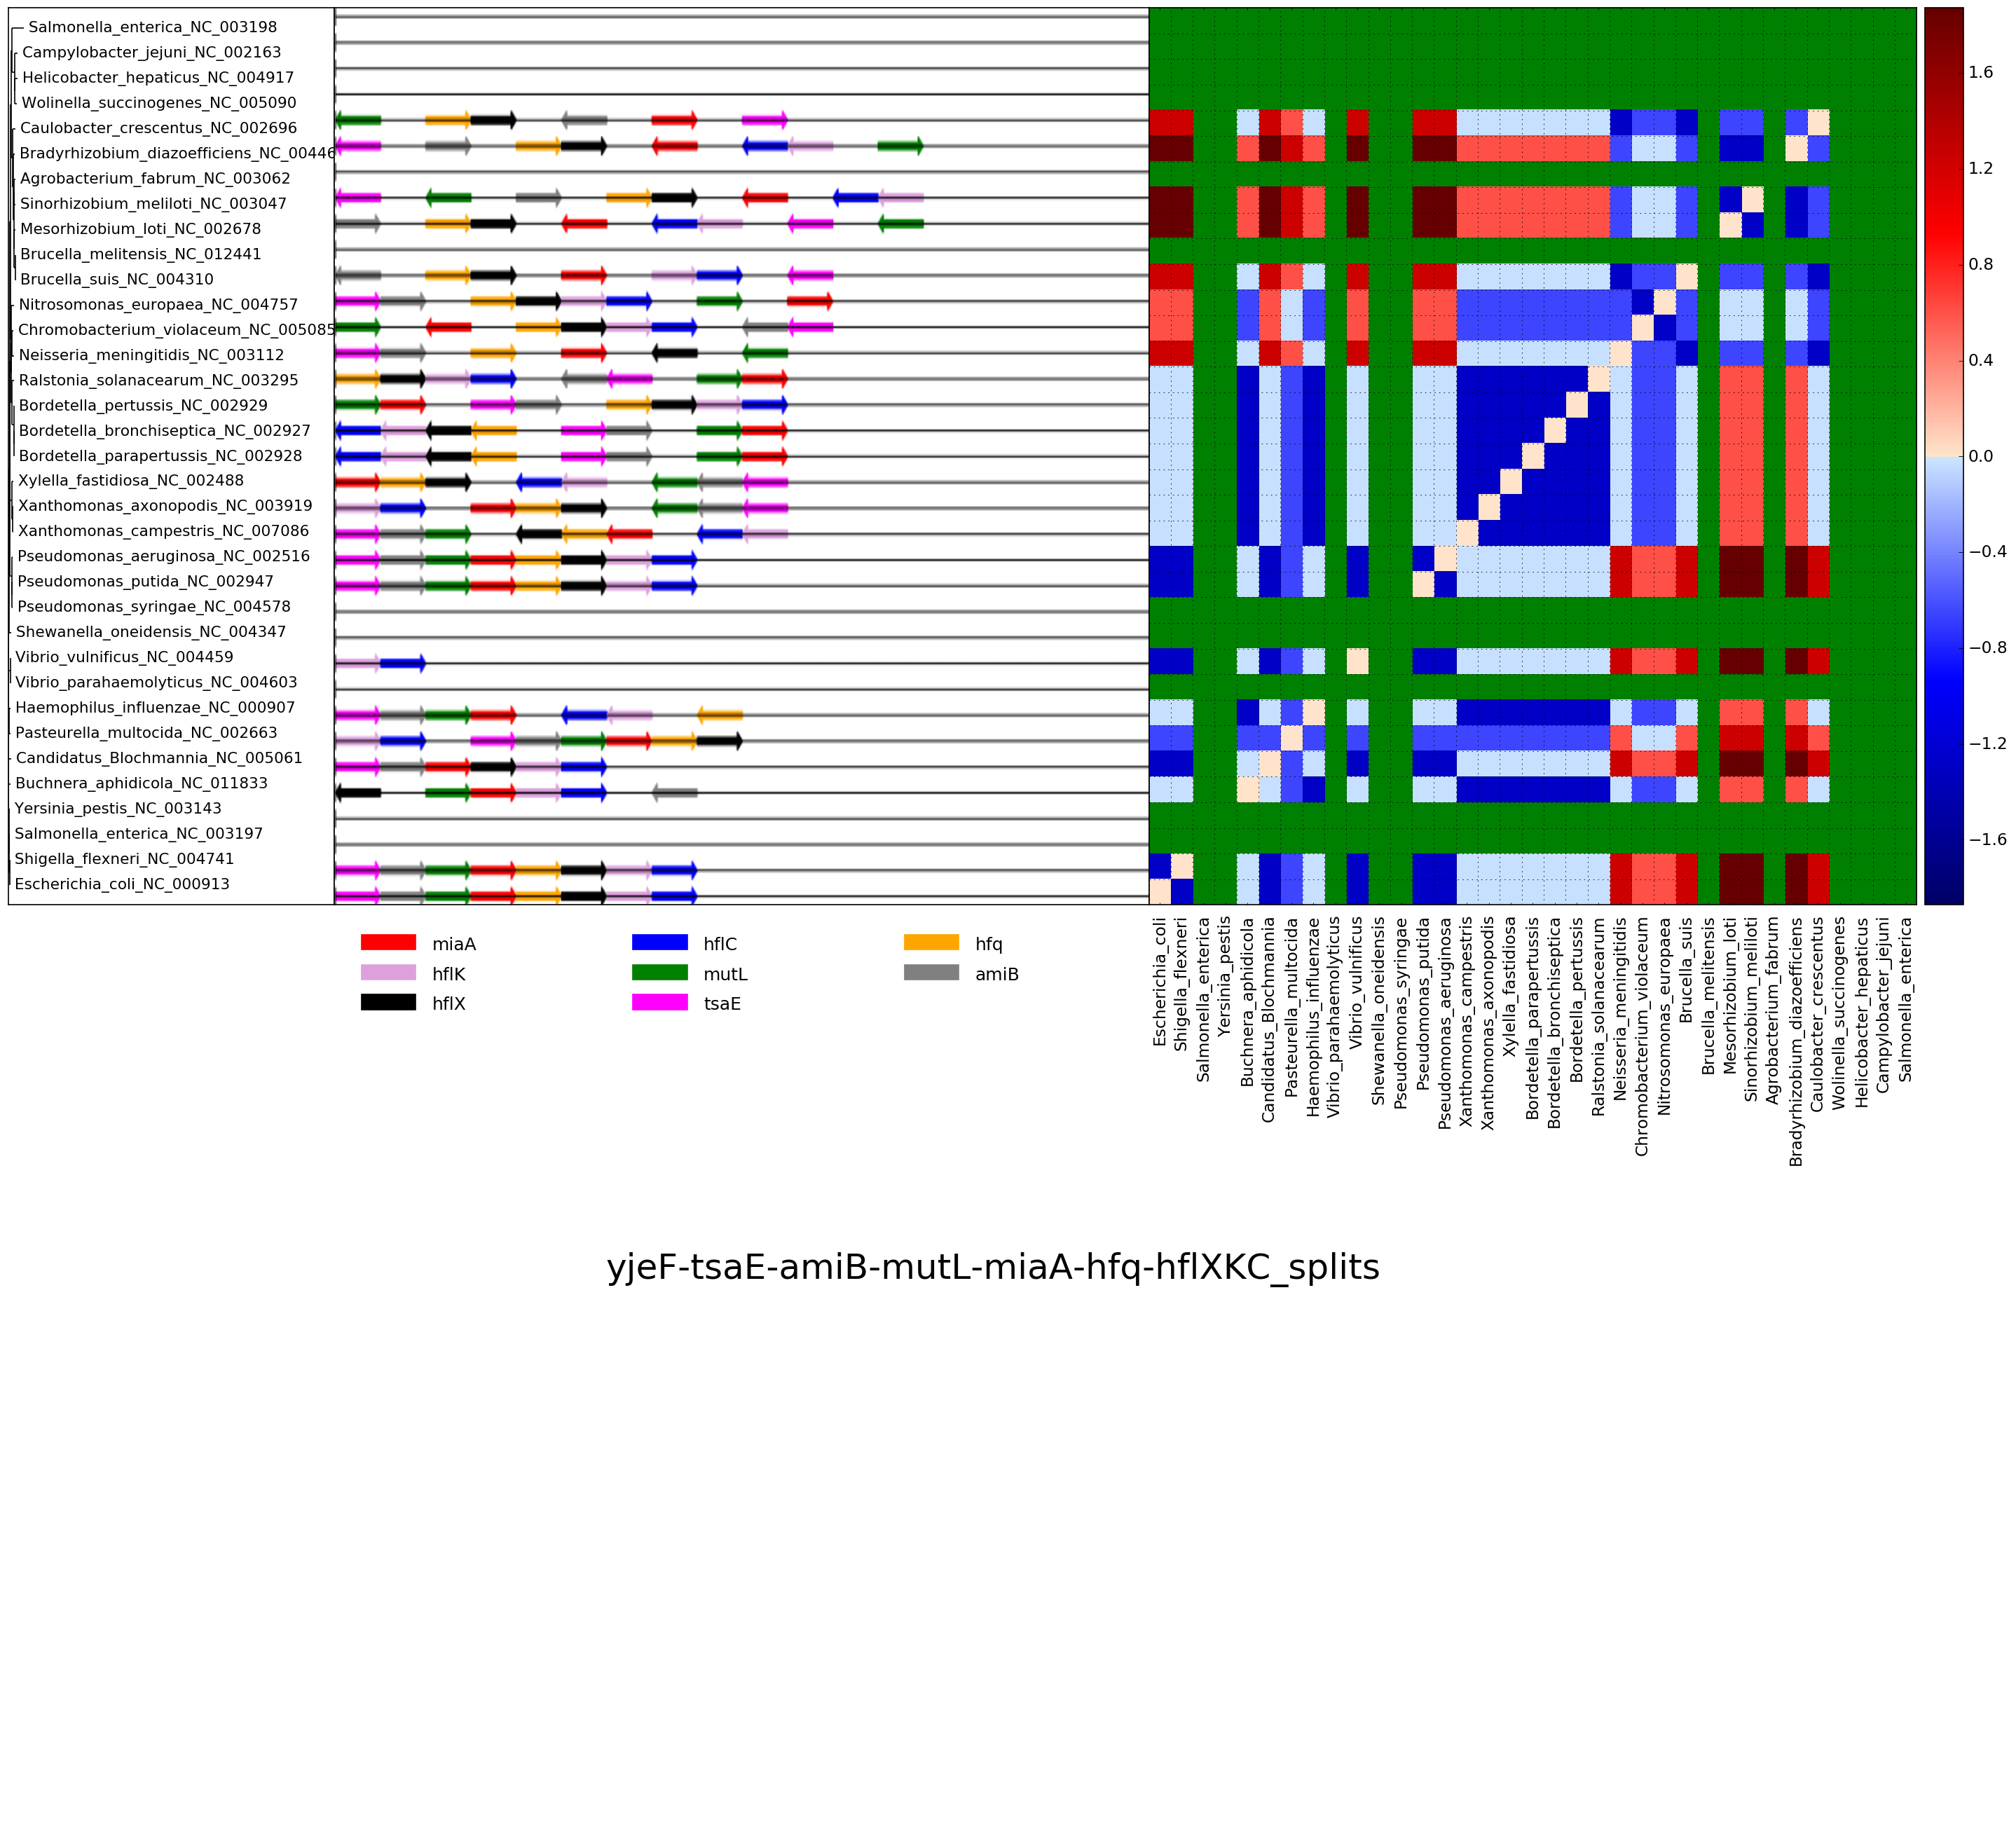 Salmonella_enterica_NC_003198
Campylobacter_jejuni_NC_002163
Helicobacter_hepaticus_NC_004917
Wolinella_succinogenes_NC_005090
Caulobacter_crescentus_NC_002696
Bradyrhizobium_diazoefficiens_NC_00446
Agrobacterium_fabrum_NC_003062
Sinorhizobium_meliloti_NC_003047
Mesorhizobium_loti_NC_002678
Brucella_melitensis_NC_012441
Brucella_suis_NC_004310
Nitrosomonas_europaea_NC_004757
Chromobacterium_violaceum_NC_005085
Neisseria_meningitidis_NC_003112
Ralstonia_solanacearum_NC_003295
Bordetella_pertussis_NC_002929
Bordetella_bronchiseptica_NC_002927
Bordetella_parapertussis_NC_002928
Xylella_fastidiosa_NC_002488
Xanthomonas_axonopodis_NC_003919
Xanthomonas_campestris_NC_007086
Pseudomonas_aeruginosa_NC_002516
Pseudomonas_putida_NC_002947
Pseudomonas_syringae_NC_004578
Shewanella_oneidensis_NC_004347
Vibrio_vulnificus_NC_004459
Vibrio_parahaemolyticus_NC_004603
Haemophilus_influenzae_NC_000907
Pasteurella_multocida_NC_002663
Candidatus_Blochmannia_NC_005061
Buchnera_aphidicola_NC_011833
Yersinia_pestis_NC_003143
Salmonella_enterica_NC_003197
Shigella_flexneri_NC_004741
Escherichia_coli_NC_000913
1.6
1.2
0.8
0.4
0.0
−0.4
−0.8
−1.2
−1.6
Escherichia_coli
Shigella_flexneri
Salmonella_enterica
Yersinia_pestis
Buchnera_aphidicola
Candidatus_Blochmannia
Pasteurella_multocida
Haemophilus_influenzae
Vibrio_parahaemolyticus
Vibrio_vulnificus
Shewanella_oneidensis
Pseudomonas_syringae
Pseudomonas_putida
Pseudomonas_aeruginosa
Xanthomonas_campestris
Xanthomonas_axonopodis
Xylella_fastidiosa
Bordetella_parapertussis
Bordetella_bronchiseptica
Bordetella_pertussis
Ralstonia_solanacearum
Neisseria_meningitidis
Chromobacterium_violaceum
Nitrosomonas_europaea
Brucella_suis
Brucella_melitensis
Mesorhizobium_loti
Sinorhizobium_meliloti
Agrobacterium_fabrum
Bradyrhizobium_diazoefficiens
Caulobacter_crescentus
Wolinella_succinogenes
Helicobacter_hepaticus
Campylobacter_jejuni
Salmonella_enterica
miaA
hflK
hflX
hflC
mutL
tsaE
hfq
amiB
yjeF-tsaE-amiB-mutL-miaA-hfq-hflXKC_splits